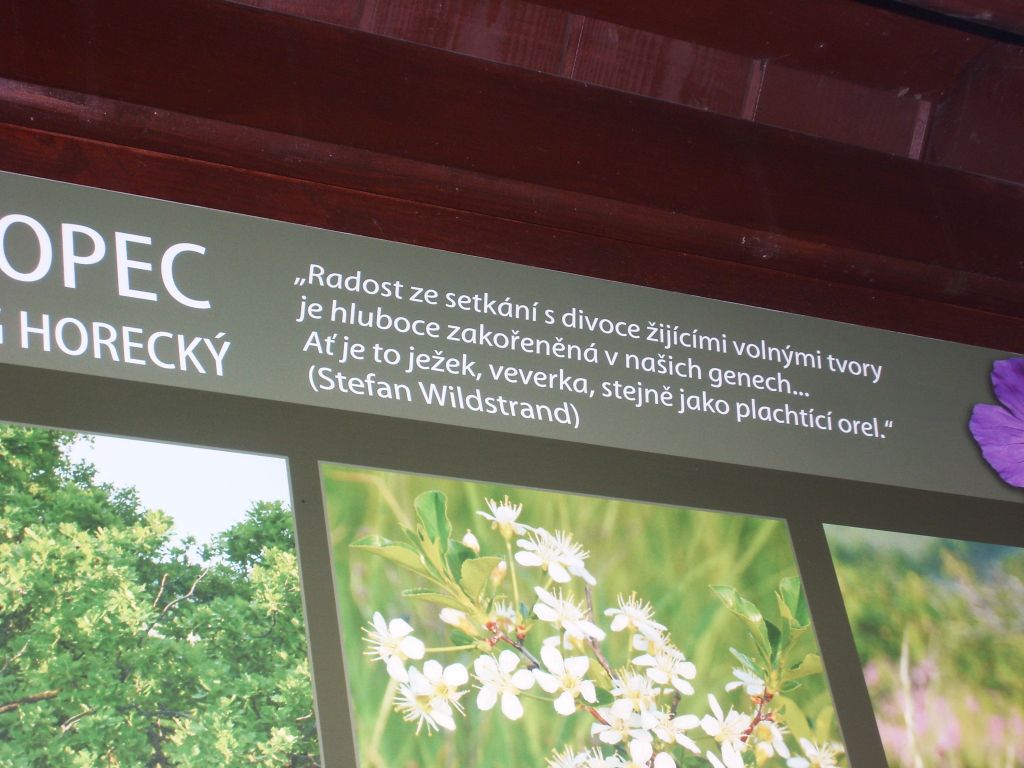 OPEC
HORECKÝ
„Radost ze setkání s divoce žijícími volnými tvory
je hluboce zakořeněná v našich genech...
Ať je to ježek, veverka, stejně jako plachtící orel.“
(Stefan Wildstrand)